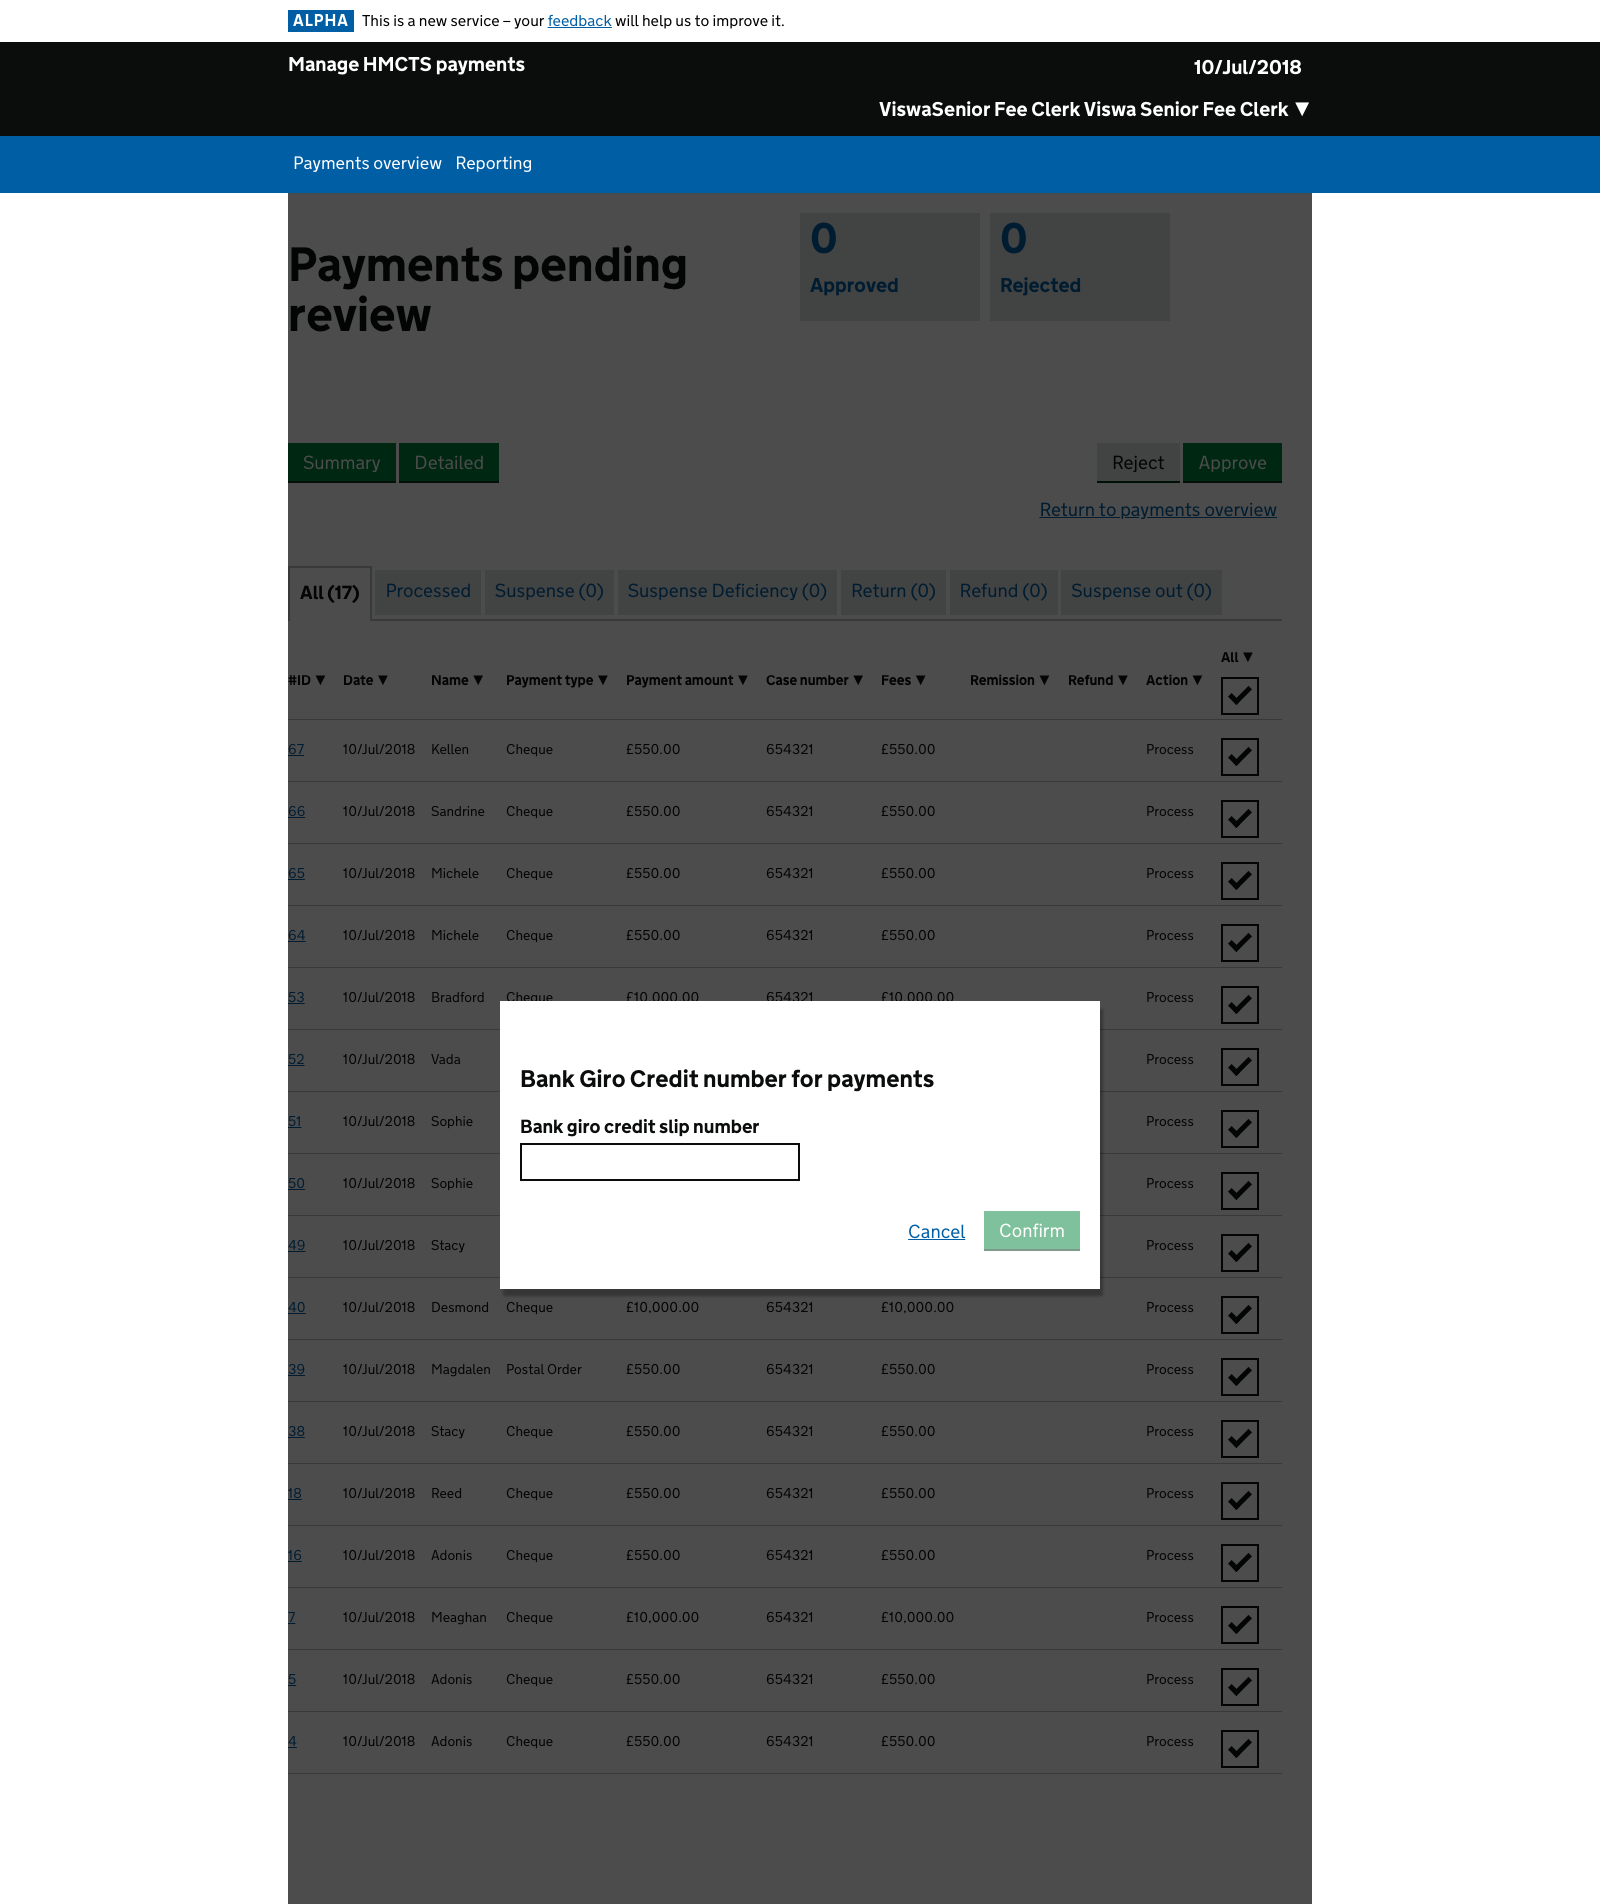 ALPHA This is a new service – your feedback will help us to improve it.
Manage HMCTS payments 10/Jul/2018
ViswaSenior Fee Clerk Viswa Senior Fee Clerk ▼
Payments overview Reporting
Payments pending
review
0 0
Approved Rejected
Summary Detailed Reject Approve
Return to payments overview
All (17) Processed Suspense (0) Suspense Deficiency (0) Return (0) Refund (0) Suspense out (0)
All ▼
#ID ▼ Date ▼ Name ▼ Payment type ▼ Payment amount ▼ Case number ▼ Fees ▼ Remission ▼ Refund ▼ Action ▼
67 10/Jul/2018 Kellen Cheque £550.00 654321 £550.00 Process
66 10/Jul/2018 Sandrine Cheque £550.00 654321 £550.00 Process
65 10/Jul/2018 Michele Cheque £550.00 654321 £550.00 Process
64 10/Jul/2018 Michele Cheque £550.00 654321 £550.00 Process
53 10/Jul/2018 Bradford Cheque £10,000.00 654321 £10,000.00 Process
52 10/Jul/2018 Vada Process
51 10/Jul/2018 Sophie Process
50 10/Jul/2018 Sophie Process
49 10/Jul/2018 Stacy Process
Bank Giro Credit number for payments
Bank giro credit slip number
Cancel Confirm
40 10/Jul/2018 Desmond Cheque £10,000.00 654321 £10,000.00 Process
39 10/Jul/2018 Magdalen Postal Order £550.00 654321 £550.00 Process
38 10/Jul/2018 Stacy Cheque £550.00 654321 £550.00 Process
18 10/Jul/2018 Reed Cheque £550.00 654321 £550.00 Process
16 10/Jul/2018 Adonis Cheque £550.00 654321 £550.00 Process
7 10/Jul/2018 Meaghan Cheque £10,000.00 654321 £10,000.00 Process
5 10/Jul/2018 Adonis Cheque £550.00 654321 £550.00 Process
4 10/Jul/2018 Adonis Cheque £550.00 654321 £550.00 Process